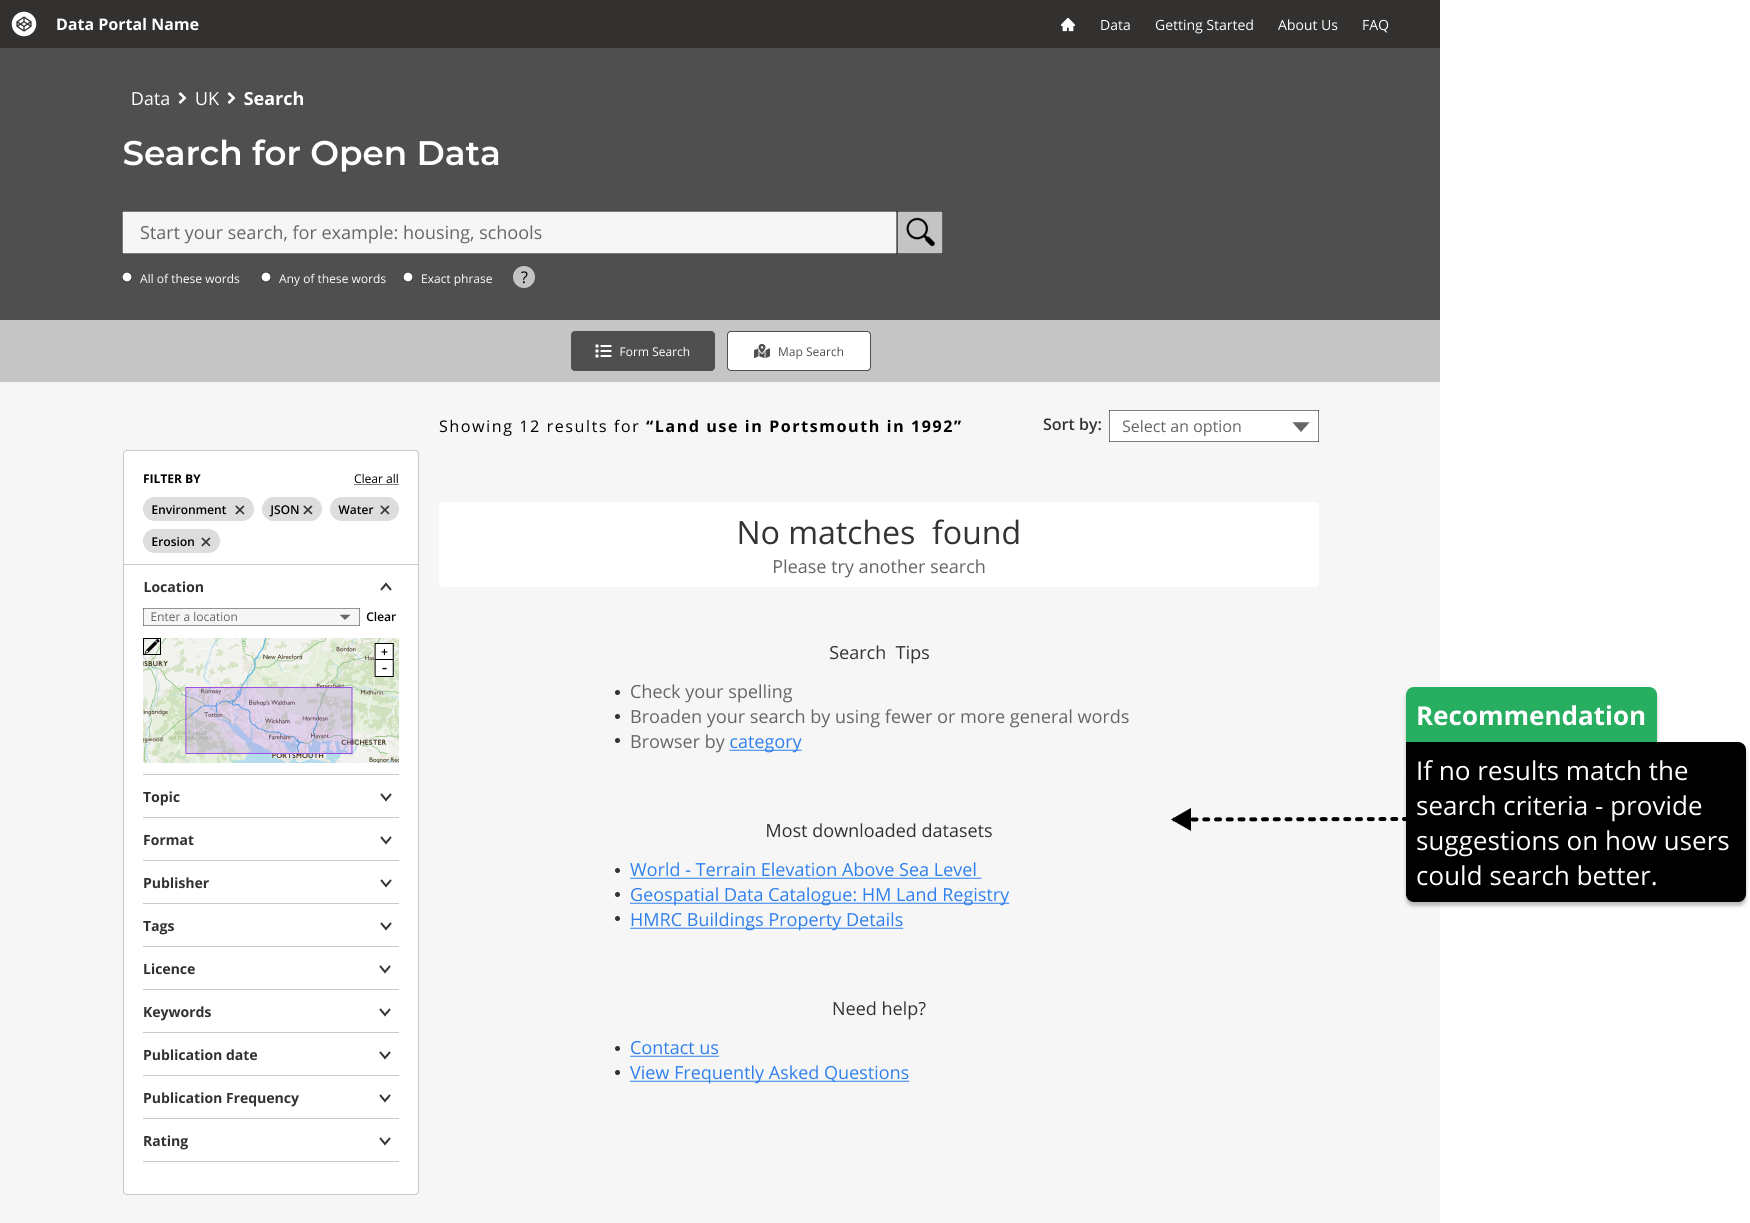 Data Portal Name
Data
Getting Started
About Us
FAQ
Data > UK > Search
Search for Open Data
Start your search, for example: housing, schools
All of these words
Any of these words
Exact phrase
?
Form Search
Map Search
Showing 12 results for “Land use in Portsmouth in 1992”
Sort by:
Select an option
FILTER BY
Clear all
Environment
JSON
Water
Erosion
Location
Enter a location
Clear
New Alresford
Bordon
+
-
SBURY
Romsey
Petersfield
Midhurst
Bishop's Waltham
ingbridge
Totton
Wickham
Horndean
gwood
Fareham
Havant
CHICHESTER
PORTSMOUTH
Bognor Re
Topic
Format
Publisher
Tags
Licence
Keywords
Publication date
Publication Frequency
Rating
No matches  found
Please try another search
Search  Tips
• Check your spelling
• Broaden your search by using fewer or more general words
• Browser by category
Most downloaded datasets
• World - Terrain Elevation Above Sea Level
• Geospatial Data Catalogue: HM Land Registry
• HMRC Buildings Property Details
Need help?
• Contact us
• View Frequently Asked Questions
Recommendation
If no results match the
search criteria - provide
suggestions on how users
could search better.